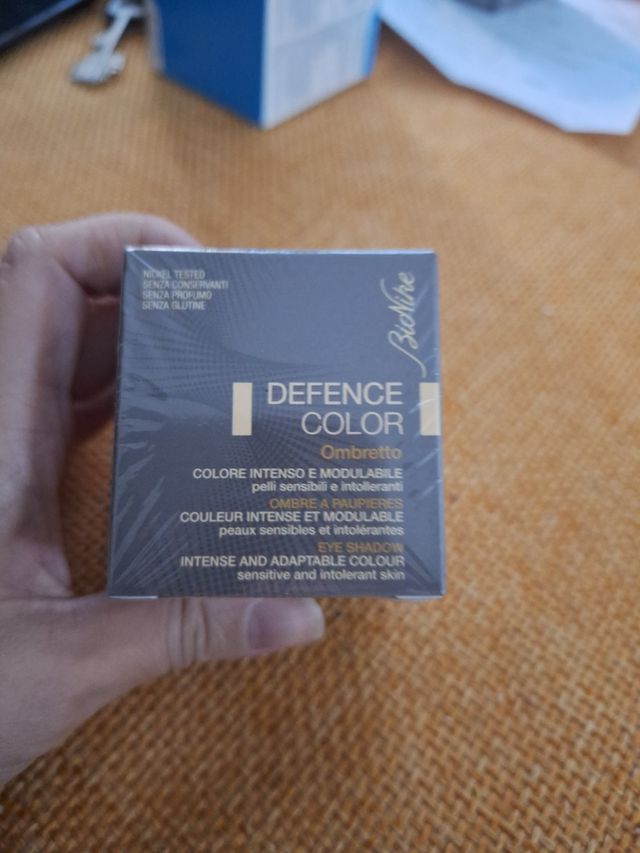 NICKEL TESTED
SENZA CONSERVANTI
SENZA PROFUMO
SENZA GLUTINE
BioNike
DEFENCE
COLOR
Ombretto
COLORE INTENSO E MODULABILE
pelli sensibili e intolleranti
OMBRE A PAUPIERES
COULEUR INTENSE ET MODULABLE
peaux sensibles et intolérantes
EYE SHADOW
INTENSE AND ADAPTABLE COLOUR
sensitive and intolerant skin